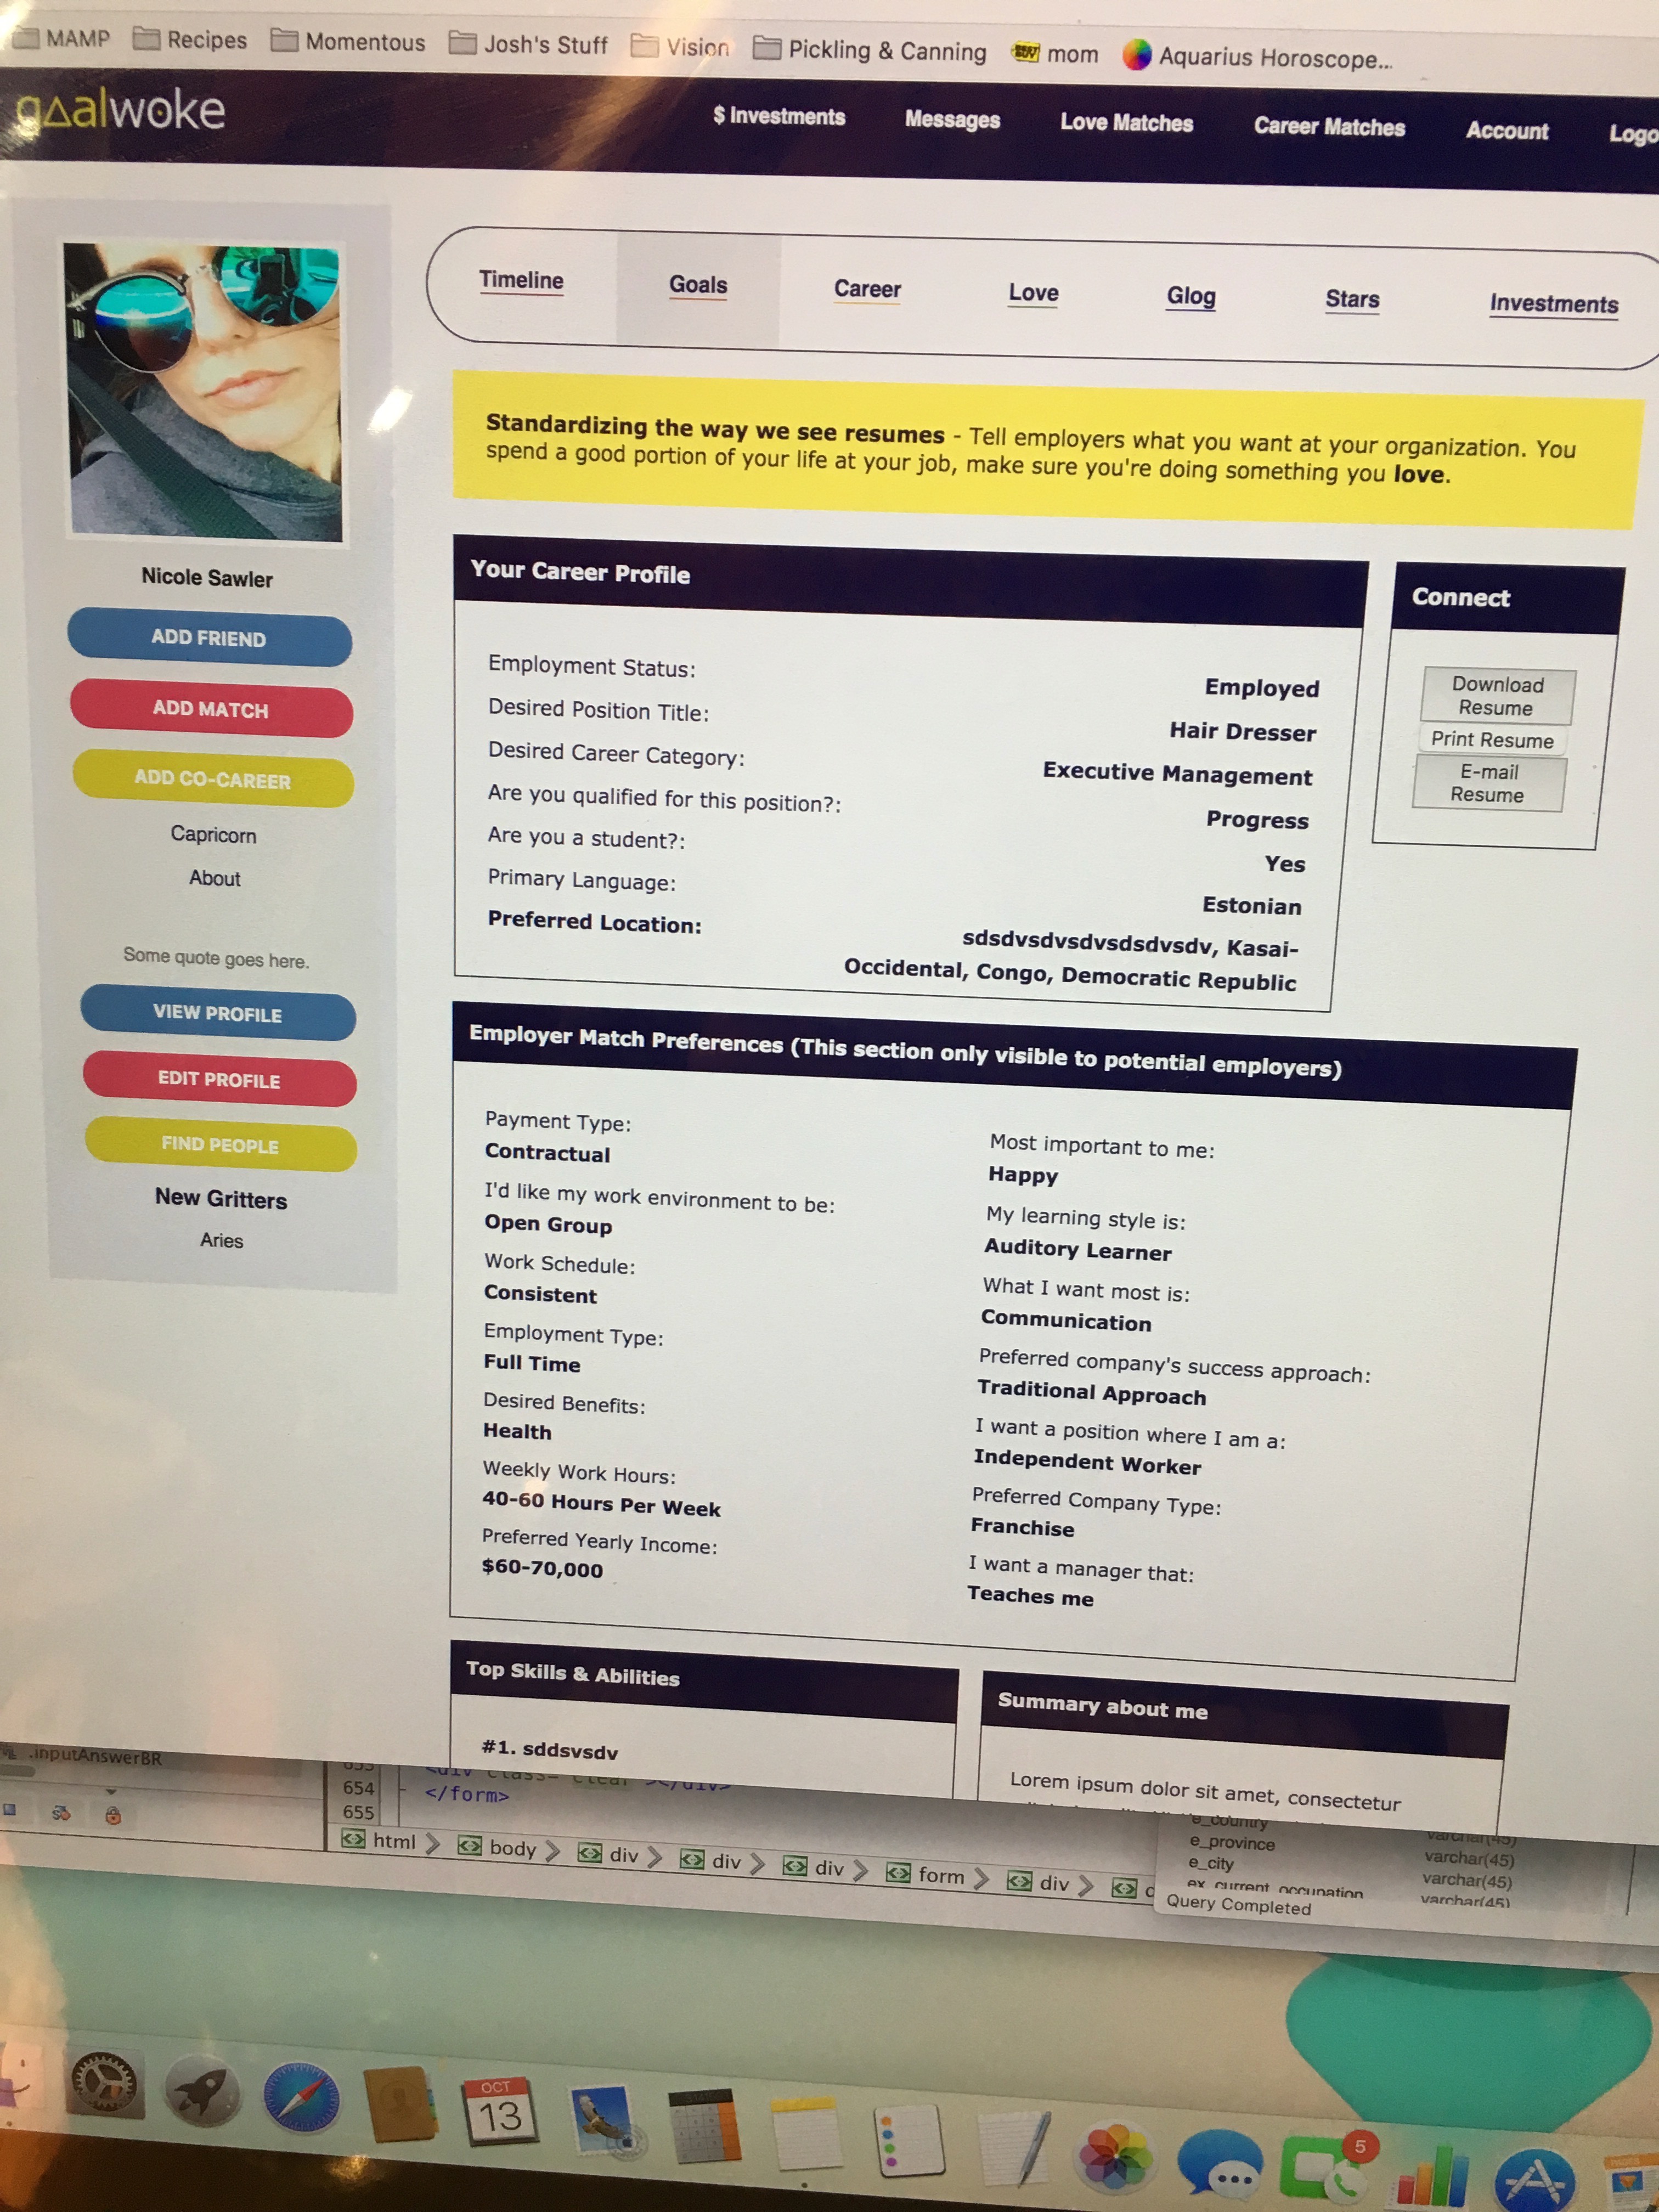 MAMP Recipes Momentous Josh's Stuff Vision Pickling & Canning mom Aquarius Horoscope...
goalwoke
$ Investments Messages Love Matches Career Matches Account Logo
Timeline Goals Career Love Glog Stars Investments
Standardizing the way we see resumes - Tell employers what you want at your organization. You
spend a good portion of your life at your job, make sure you're doing something you love.
Nicole Sawler
ADD FRIEND
ADD MATCH
ADD CO-CAREER
Capricorn
About
Some quote goes here.
VIEW PROFILE
EDIT PROFILE
FIND PEOPLE
New Gritters
Aries
Your Career Profile
Employment Status: Employed
Desired Position Title: Hair Dresser
Desired Career Category: Executive Management
Are you qualified for this position?: Progress
Are you a student?: Yes
Primary Language: Estonian
Preferred Location: sdsdvsdvsdvsdsdvsdv, Kasai-
Occidental, Congo, Democratic Republic
Connect
Download
Resume
Print Resume
E-mail
Resume
Employer Match Preferences (This section only visible to potential employers)
Payment Type:
Contractual
I'd like my work environment to be:
Open Group
Work Schedule:
Consistent
Employment Type:
Full Time
Desired Benefits:
Health
Weekly Work Hours:
40-60 Hours Per Week
Preferred Yearly Income:
$60-70,000
Most important to me:
Happy
My learning style is:
Auditory Learner
What I want most is:
Communication
Preferred company's success approach:
Traditional Approach
I want a position where I am a:
Independent Worker
Preferred Company Type:
Franchise
I want a manager that:
Teaches me
Top Skills & Abilities
#1. sddsvsdv
Summary about me
Lorem ipsum dolor sit amet, consectetur
.inputAnswerBR
653 <div class="clear"></div>
654 </form>
655
html body div div div form div
e_country varchar(45)
e_province varchar(45)
e_city varchar(45)
ex_current_occupation varchar(45)
Query Completed
OCT
13
5